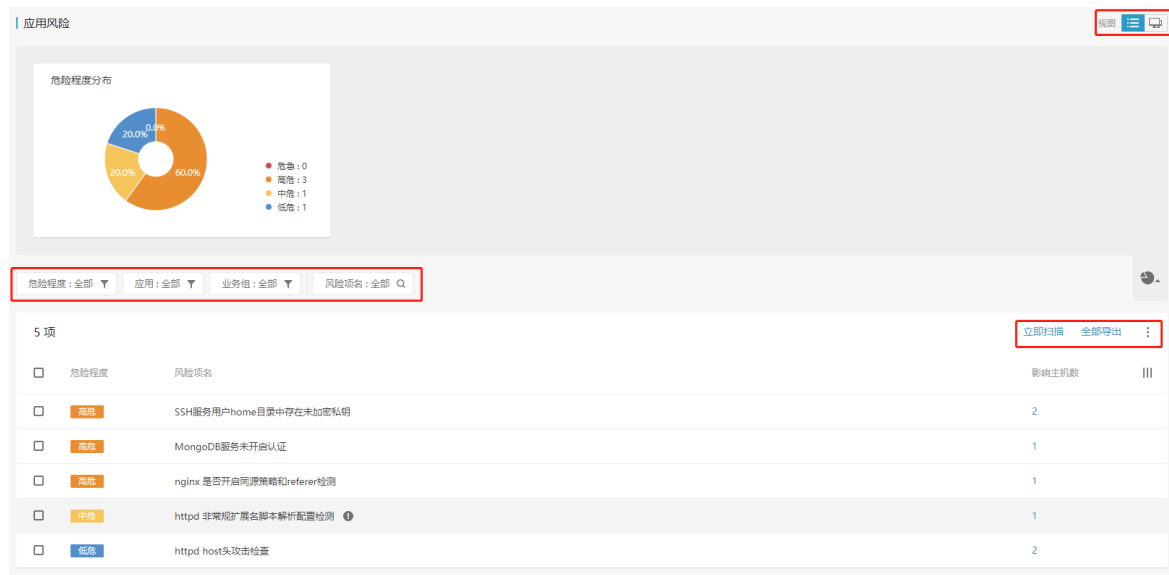 应用风险
视图
危险程度分布
20.0%
0.0%
20.0%
60.0%
危急 : 0
高危 : 3
中危 : 1
低危 : 1
危险程度 : 全部
应用 : 全部
业务组 : 全部
风险项名 : 全部
5 项
立即扫描 全部导出
危险程度 风险项名 影响主机数
高危 SSH服务用户home目录中存在未加密私钥 2
高危 MongoDB服务未开启认证 1
高危 nginx 是否开启同源策略和referer检测 1
中危 httpd 非常规扩展名脚本解析配置检测 1
低危 httpd host头攻击检查 2